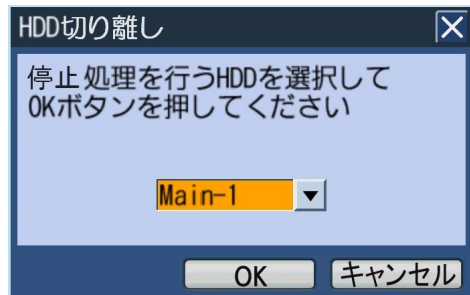 HDD切り離し
停止処理を行うHDDを選択して
OKボタンを押してください
Main-1
OK
キャンセル